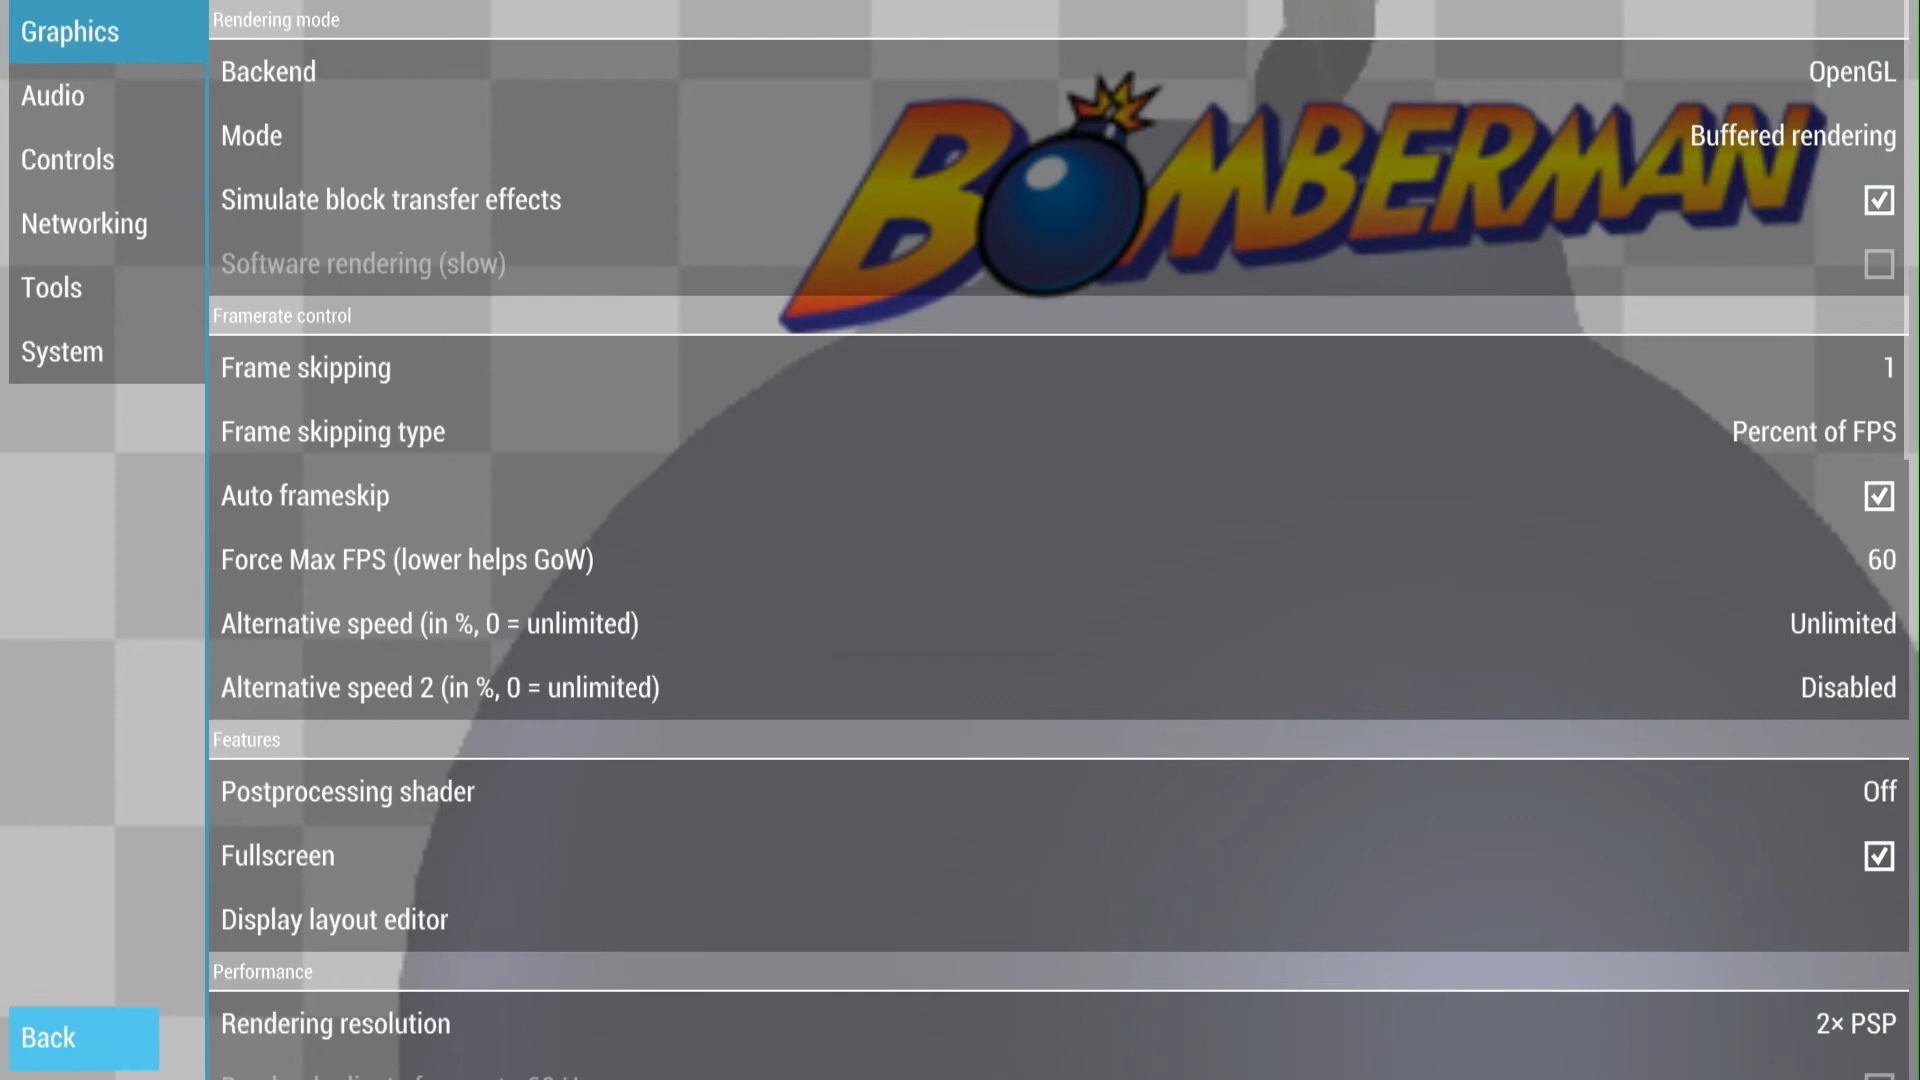 Graphics
Audio
Controls
Networking
Tools
System
Back
Rendering mode
Backend OpenGL
Mode Buffered rendering
Simulate block transfer effects
Software rendering (slow)
BOMBERMAN
Framerate control
Frame skipping 1
Frame skipping type Percent of FPS
Auto frameskip
Force Max FPS (lower helps GoW) 60
Alternative speed (in %, 0 = unlimited) Unlimited
Alternative speed 2 (in %, 0 = unlimited) Disabled
Features
Postprocessing shader Off
Fullscreen
Display layout editor
Performance
Rendering resolution 2× PSP